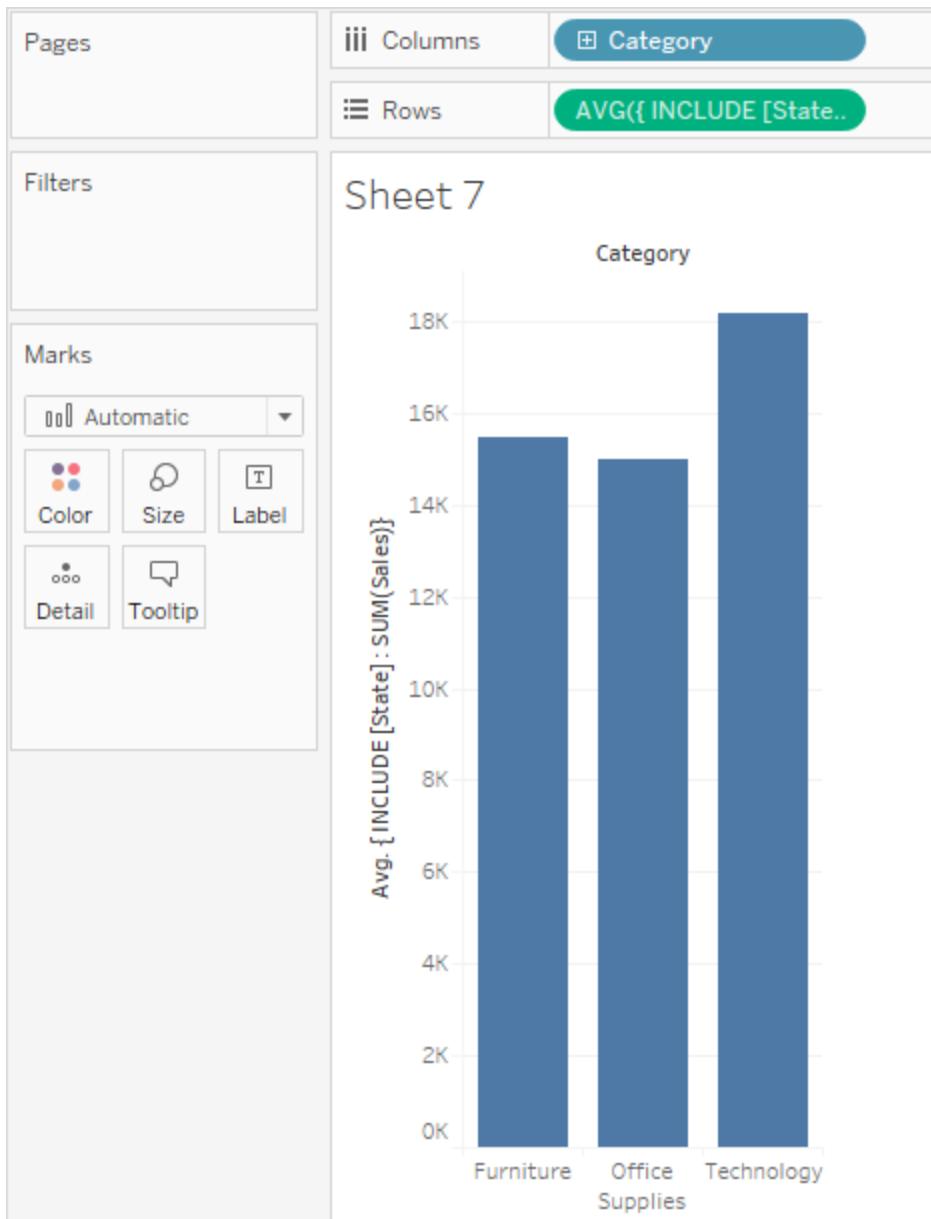 Pages
Columns
Category
Rows
AVG({ INCLUDE [State..
Filters
Sheet 7
Category
Marks
Automatic
Color
Size
T
Label
Detail
Tooltip
18K
16K
14K
12K
10K
8K
6K
4K
2K
0K
Avg. { INCLUDE [State] : SUM(Sales)}
Furniture
Office
Supplies
Technology